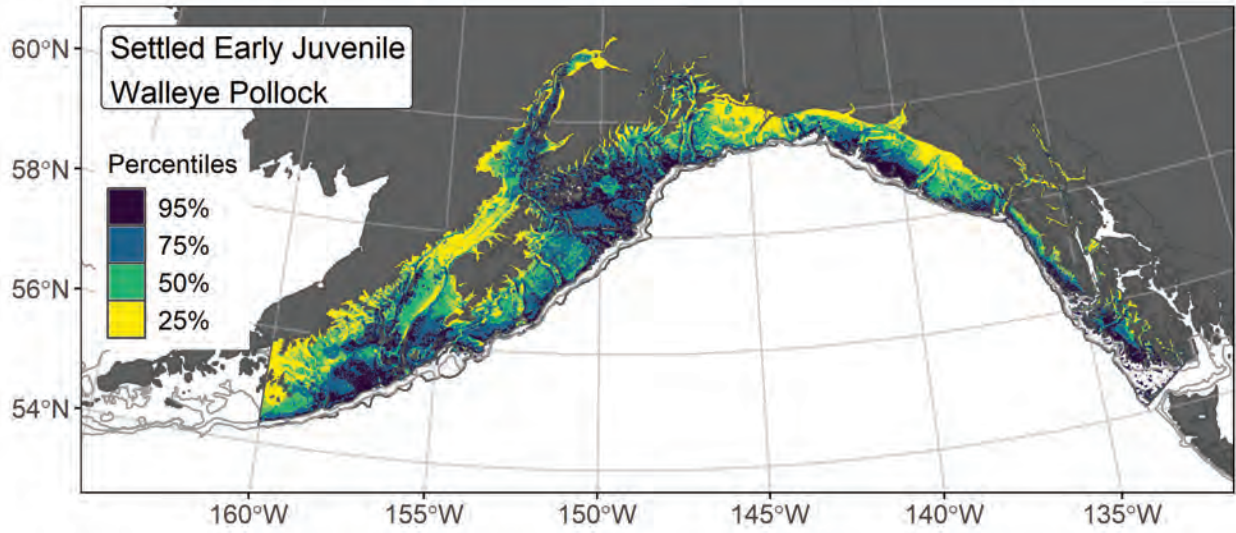 Settled Early Juvenile
Walleye Pollock
Percentiles
95%
75%
50%
25%
60°N
58°N
56°N
54°N
160°W
155°W
150°W
145°W
140°W
135°W